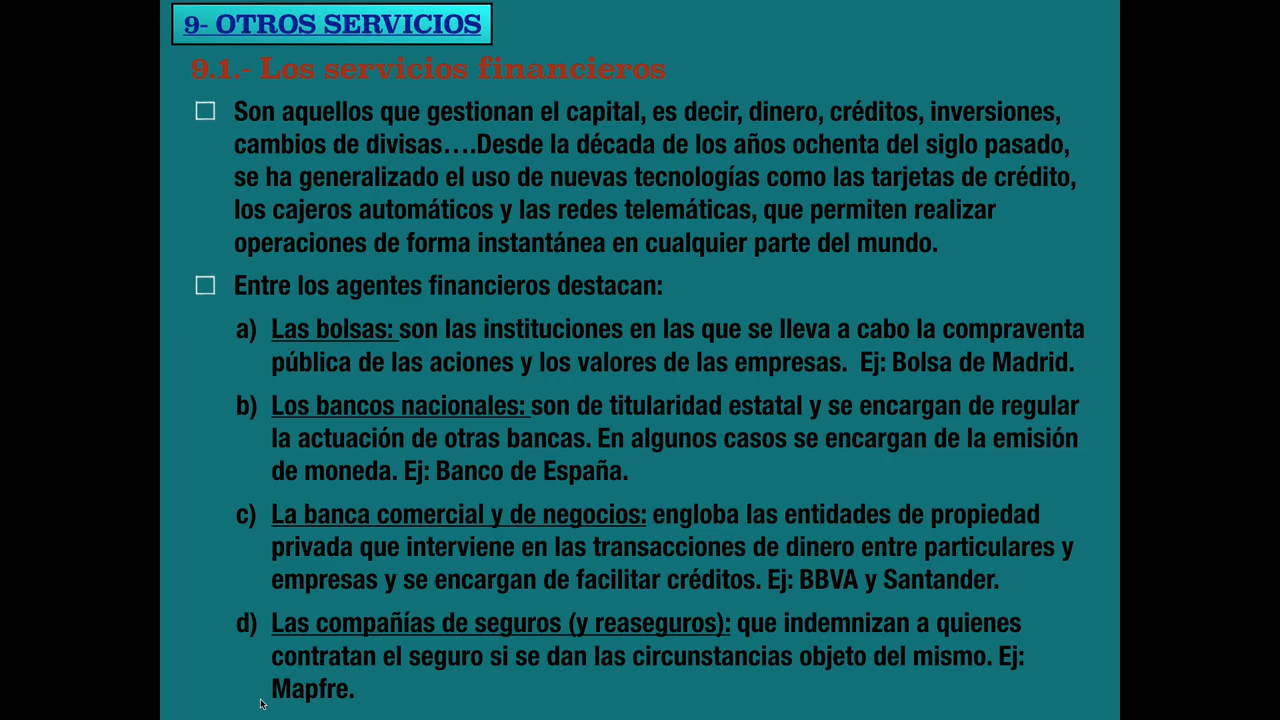 9- OTROS SERVICIOS
9.1.- Los servicios financieros
Son aquellos que gestionan el capital, es decir, dinero, créditos, inversiones,
cambios de divisas….Desde la década de los años ochenta del siglo pasado,
se ha generalizado el uso de nuevas tecnologías como las tarjetas de crédito,
los cajeros automáticos y las redes telemáticas, que permiten realizar
operaciones de forma instantánea en cualquier parte del mundo.
Entre los agentes financieros destacan:
a) Las bolsas: son las instituciones en las que se lleva a cabo la compraventa
pública de las aciones y los valores de las empresas. Ej: Bolsa de Madrid.
b) Los bancos nacionales: son de titularidad estatal y se encargan de regular
la actuación de otras bancas. En algunos casos se encargan de la emisión
de moneda. Ej: Banco de España.
c) La banca comercial y de negocios: engloba las entidades de propiedad
privada que interviene en las transacciones de dinero entre particulares y
empresas y se encargan de facilitar créditos. Ej: BBVA y Santander.
d) Las compañías de seguros (y reaseguros): que indemnizan a quienes
contratan el seguro si se dan las circunstancias objeto del mismo. Ej:
Mapfre.